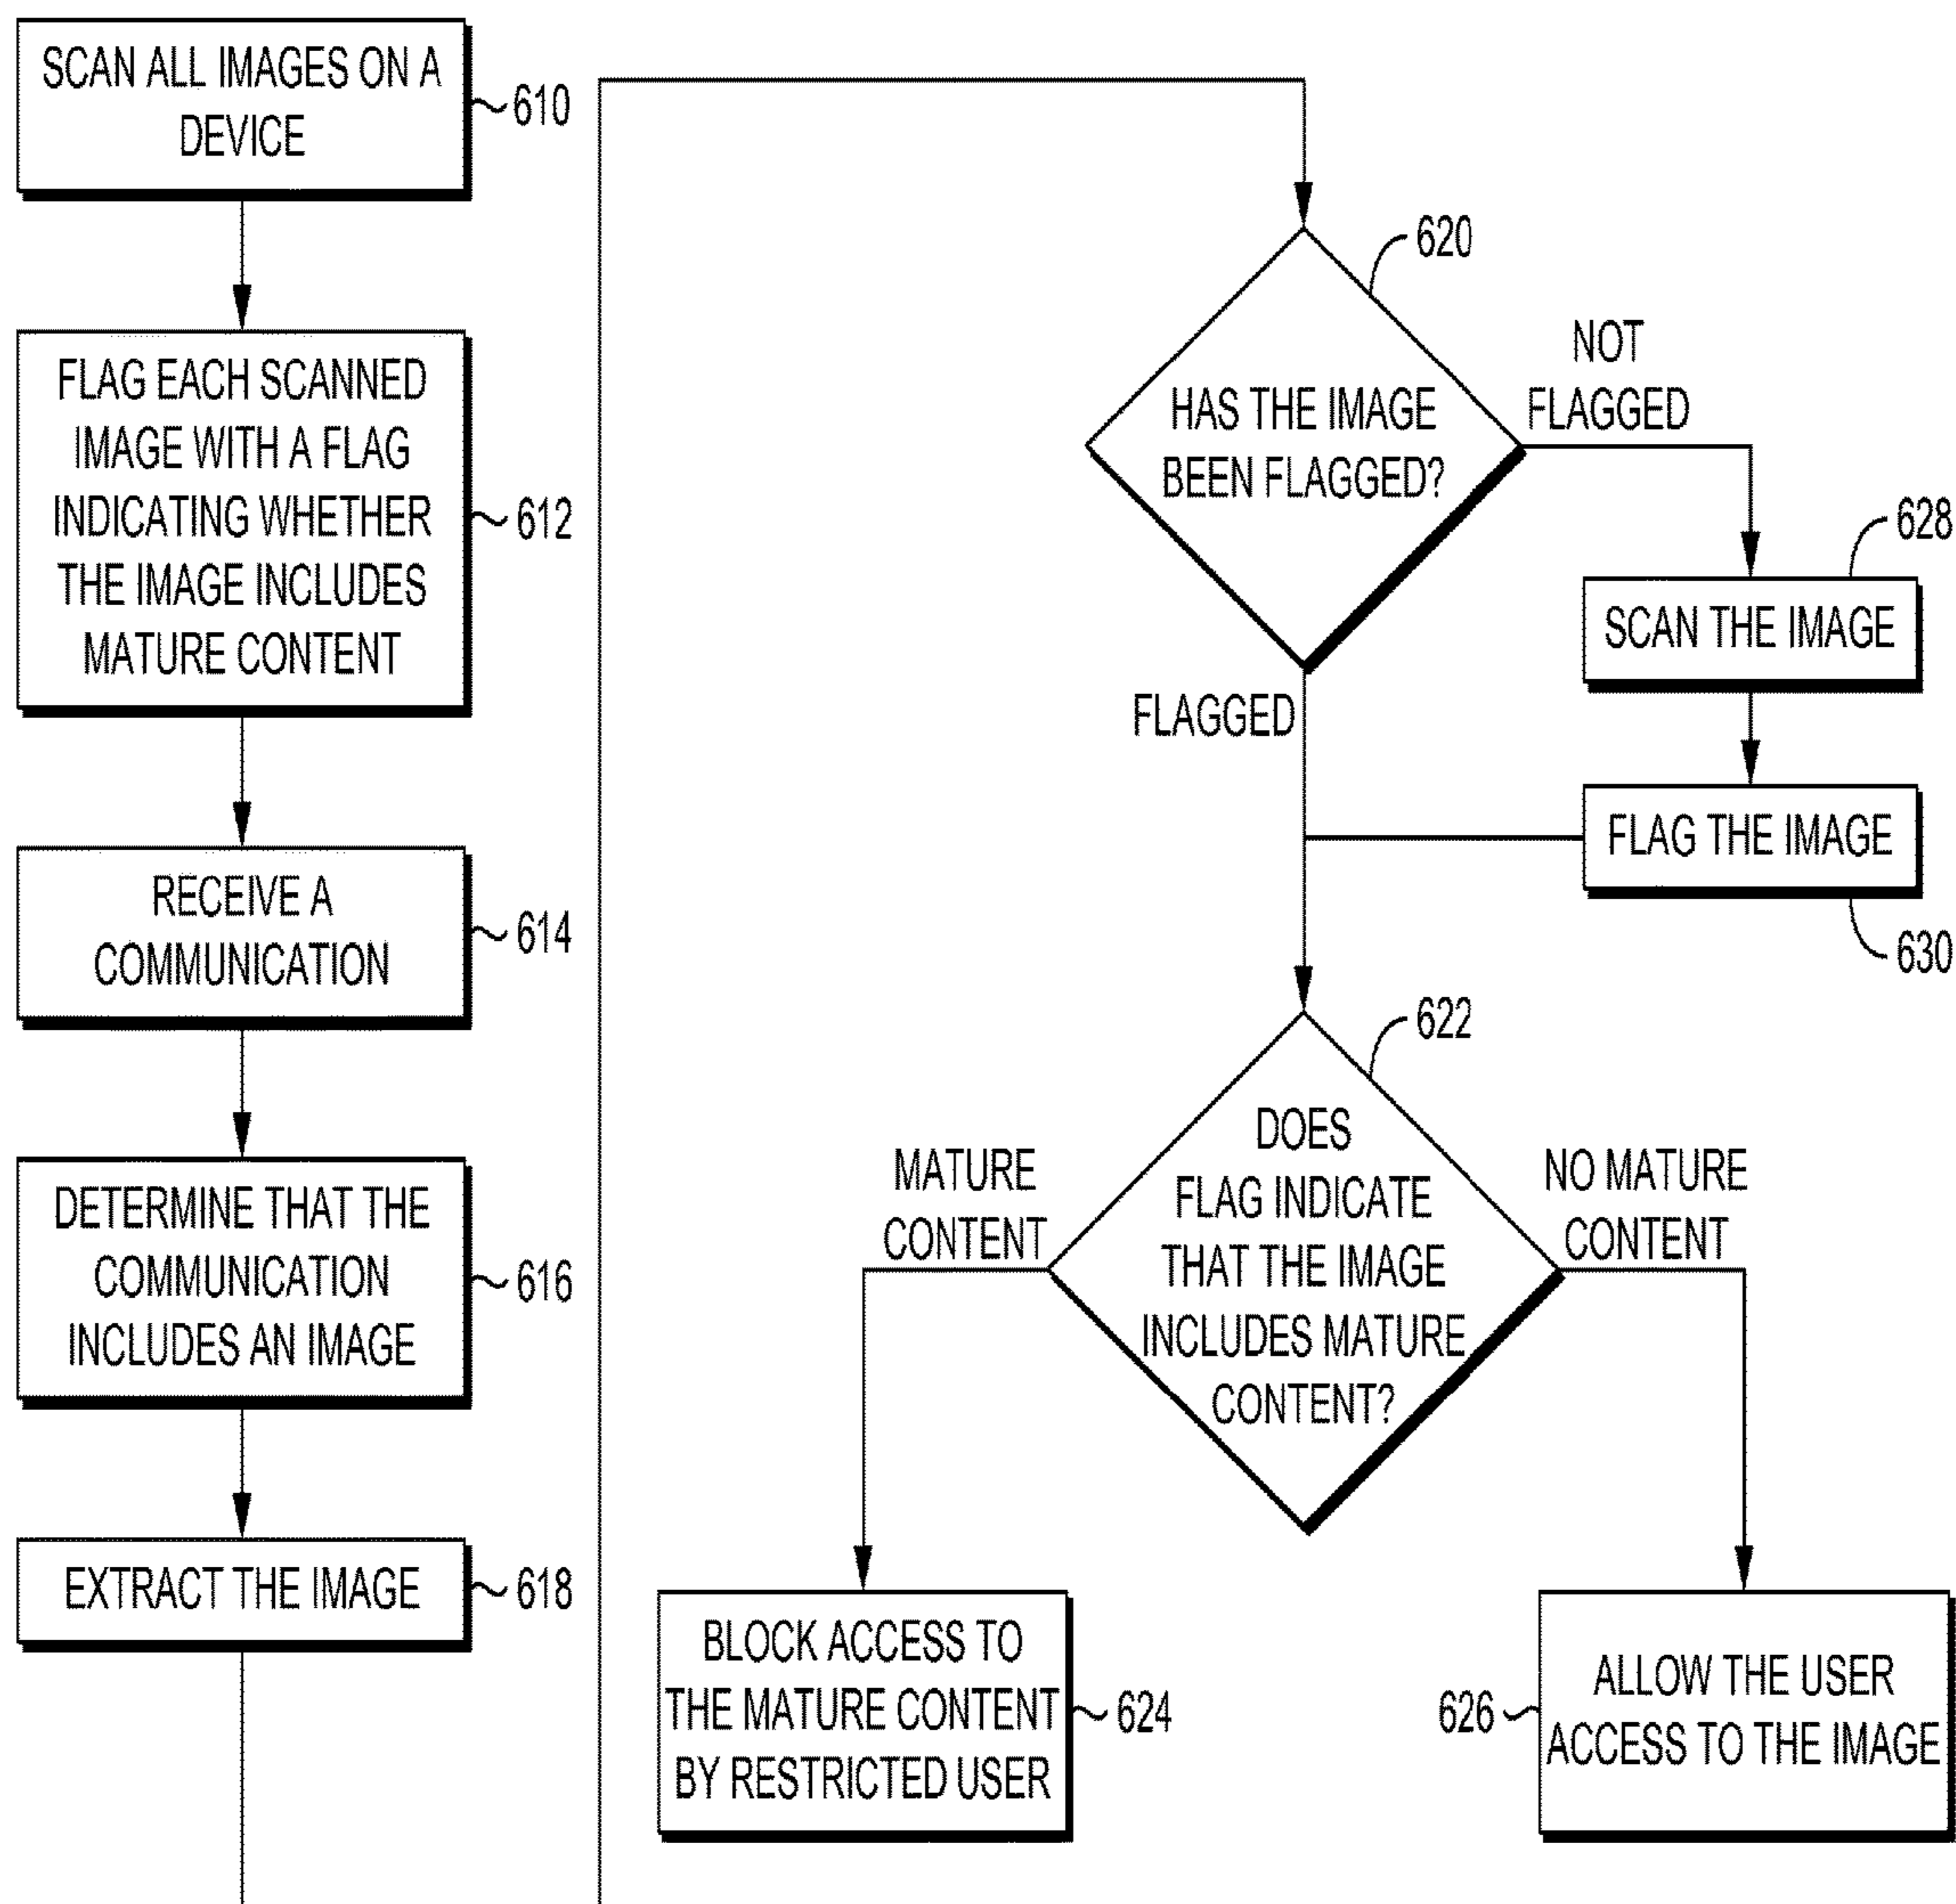 SCAN ALL IMAGES ON A
DEVICE
610
FLAG EACH SCANNED
IMAGE WITH A FLAG
INDICATING WHETHER
THE IMAGE INCLUDES
MATURE CONTENT
612
RECEIVE A
COMMUNICATION
614
DETERMINE THAT THE
COMMUNICATION
INCLUDES AN IMAGE
616
EXTRACT THE IMAGE
618
620
HAS THE IMAGE
BEEN FLAGGED?
NOT
FLAGGED
628
SCAN THE IMAGE
FLAGGED
FLAG THE IMAGE
630
622
DOES
FLAG INDICATE
THAT THE IMAGE
INCLUDES MATURE
CONTENT?
MATURE
CONTENT
NO MATURE
CONTENT
BLOCK ACCESS TO
THE MATURE CONTENT
BY RESTRICTED USER
624
626
ALLOW THE USER
ACCESS TO THE IMAGE